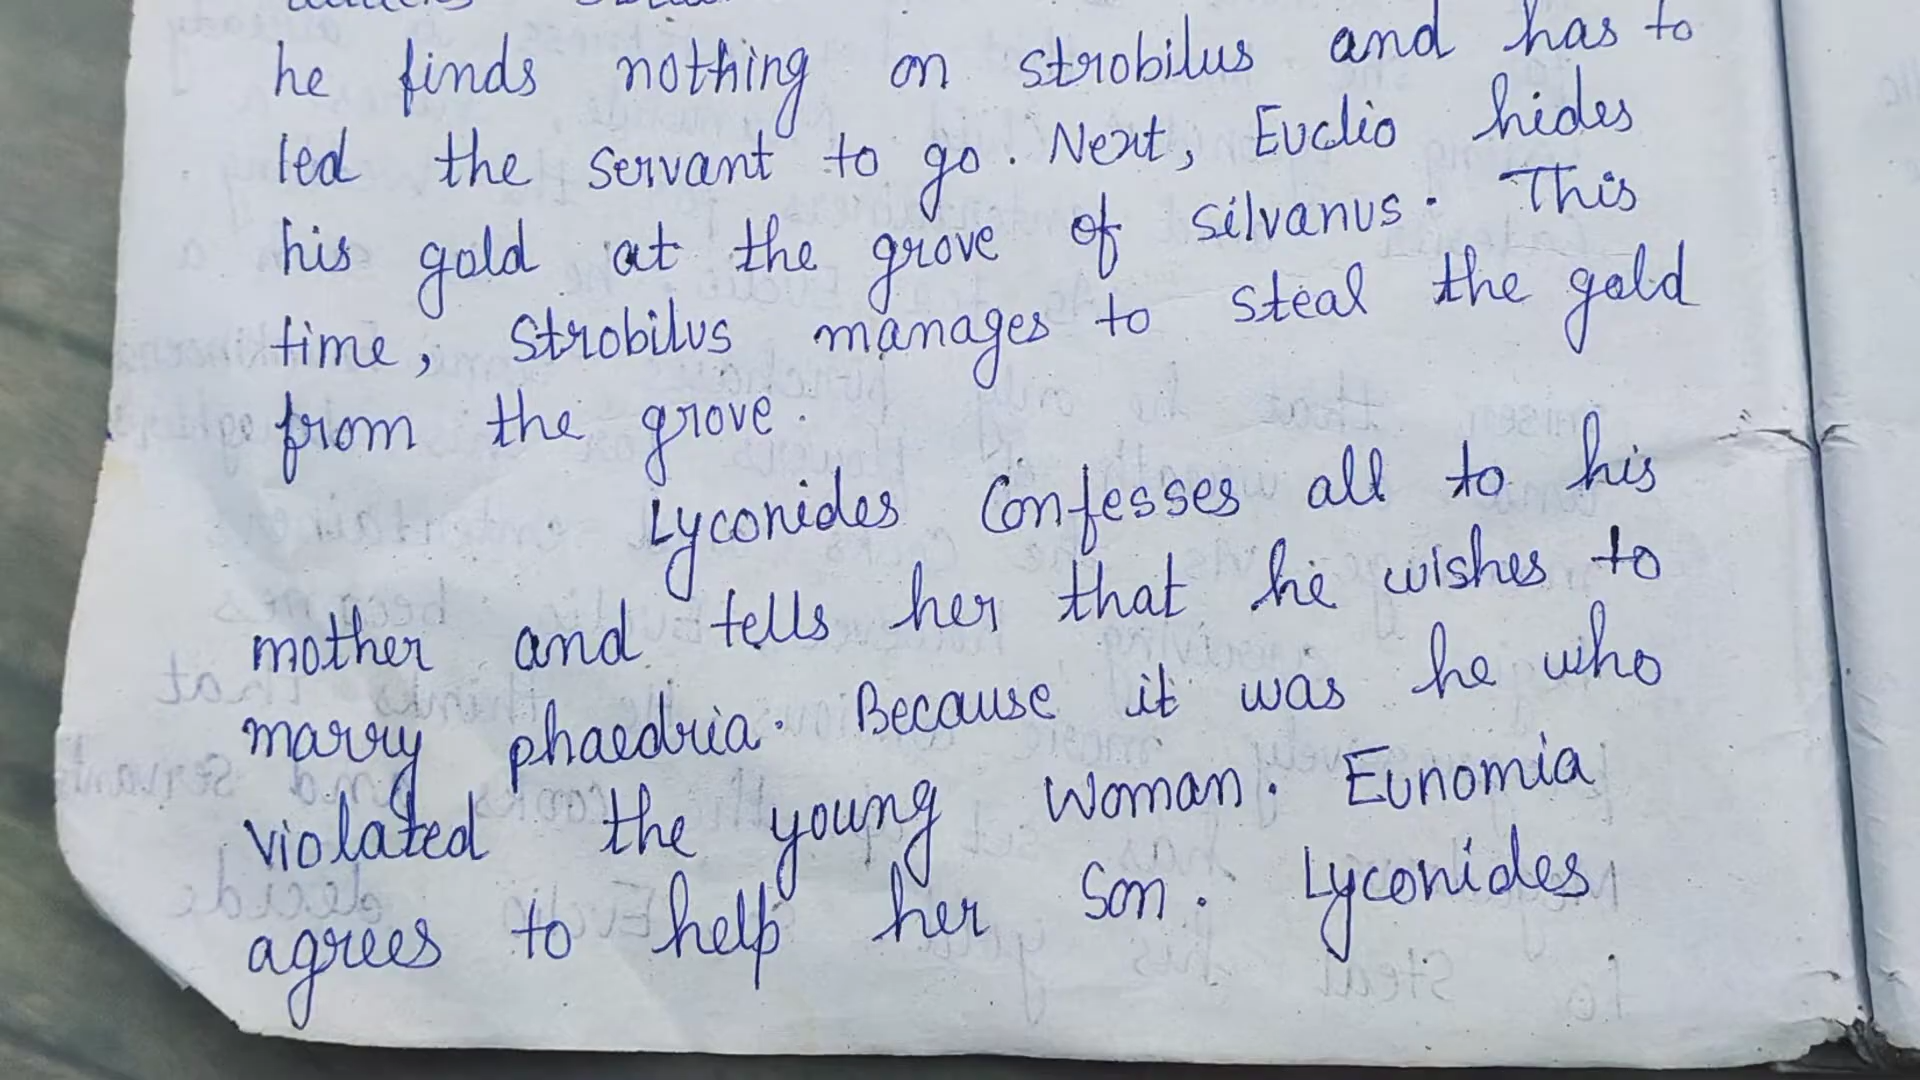 he finds nothing on strobilus and has to
led the servant to go. Next, Euclio hides
his gold at the grove of silvanus. This
time, strobilus manages to steal the gold
from the grove.
Lyconides Confesses all to his
mother and tells her that he wishes to
marry phaedria. Because it was he who
violated the young woman. Eunomia
agrees to help her son. Lyconides